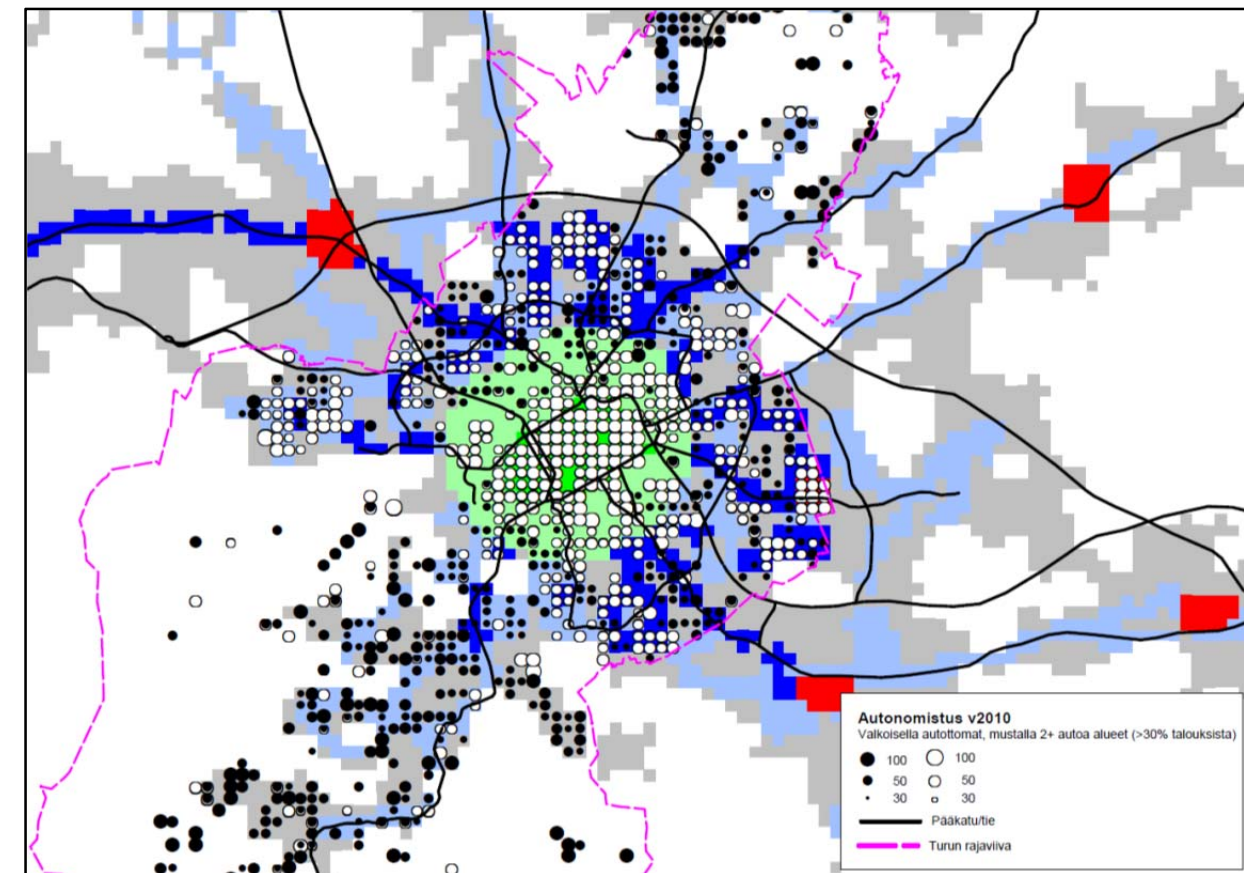 Autonomistus v2010
Valkoisella autottomat, mustalla 2+ autoa alueet (>30% talouksista)
100 100
50 50
30 30
Pääkatu/tie
Turun rajaviiva